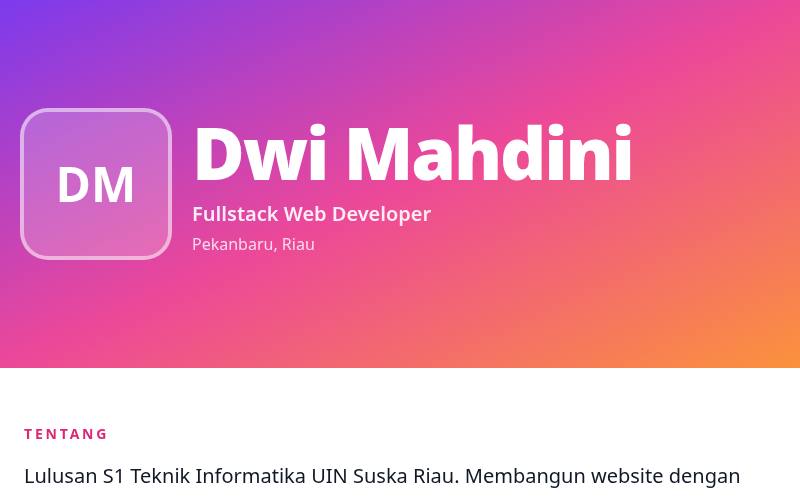 DM
Dwi Mahdini
Fullstack Web Developer
Pekanbaru, Riau
TENTANG
Lulusan S1 Teknik Informatika UIN Suska Riau. Membangun website dengan